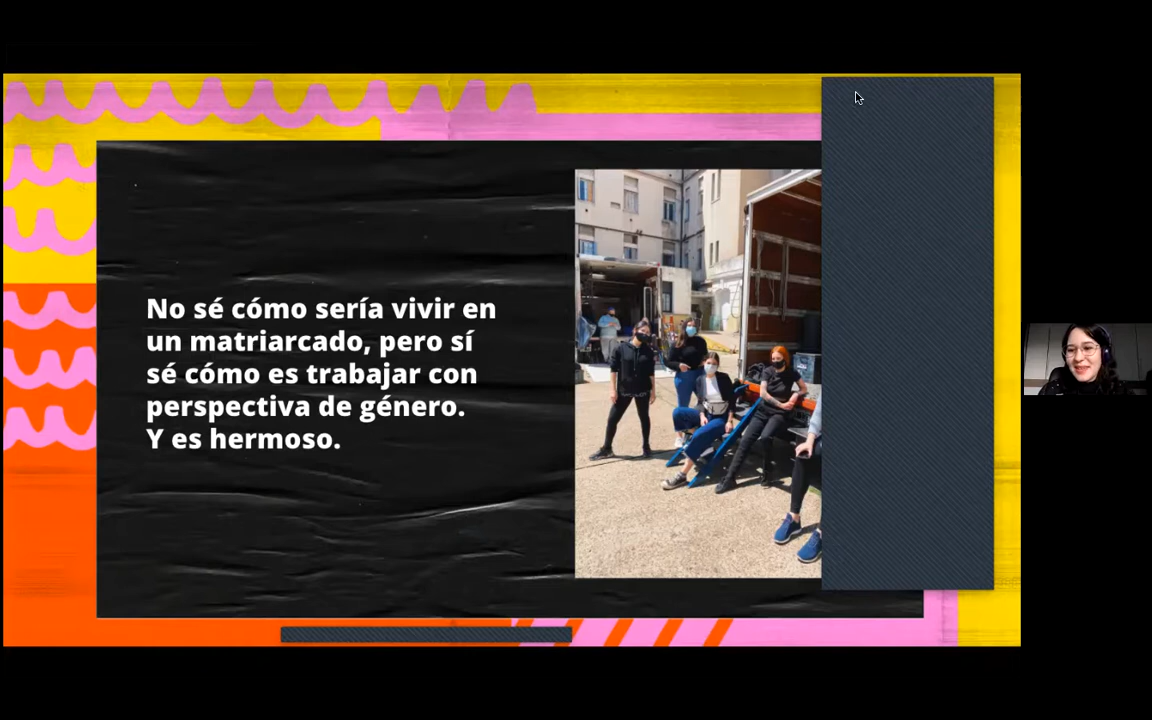 No sé cómo sería vivir en
un matriarcado, pero sí
sé cómo es trabajar con
perspectiva de género.
Y es hermoso.